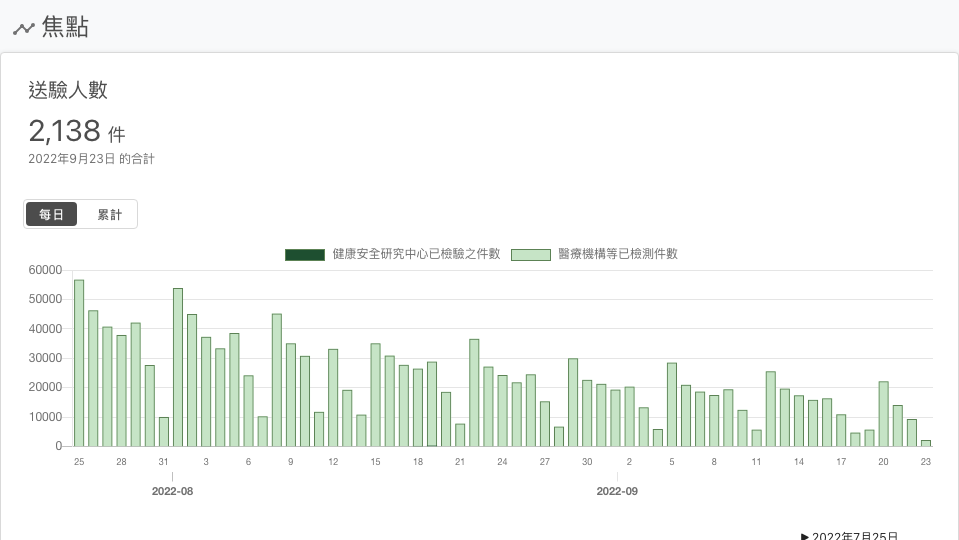 焦點
送驗人數
2,138 件
2022年9月23日 的合計
每日 累計
健康安全研究中心已檢驗之件數 醫療機構等已檢測件數
60000
50000
40000
30000
20000
10000
0
25 28 31 3 6 9 12 15 18 21 24 27 30 2 5 8 11 14 17 20 23
2022-08 2022-09
▶ 2022年7月25日